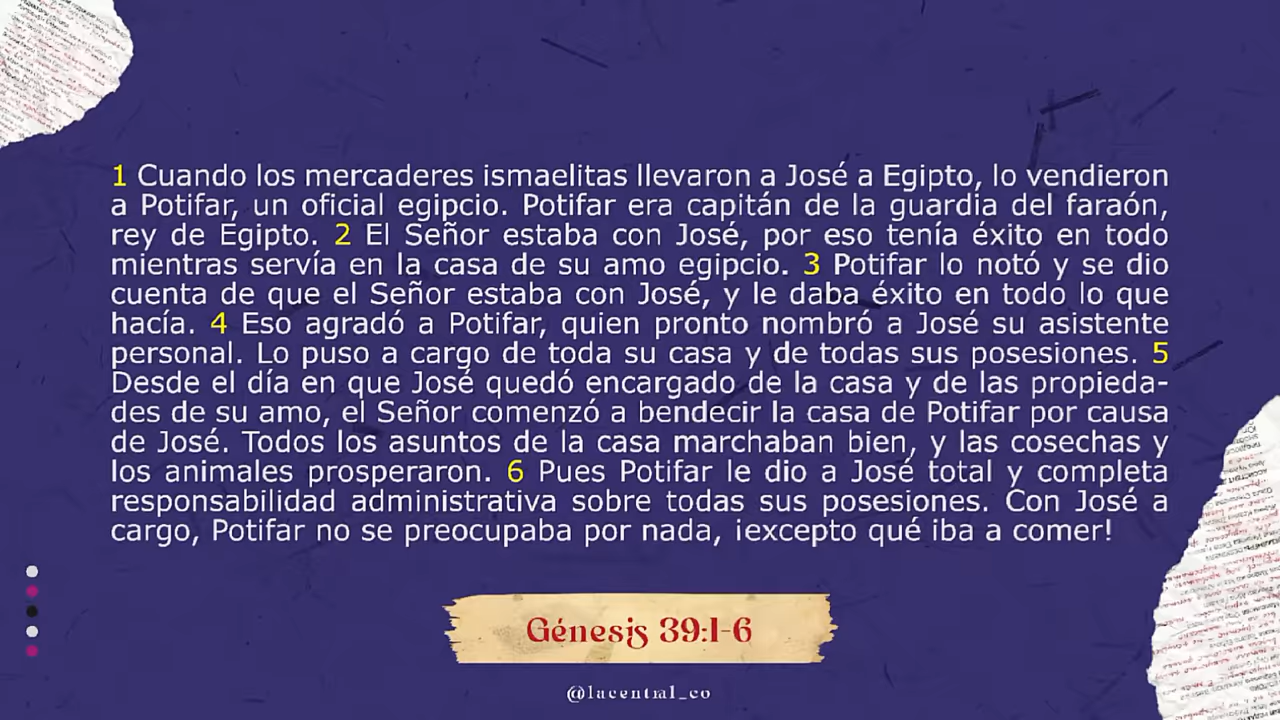 1 Cuando los mercaderes ismaelitas llevaron a José a Egipto, lo vendieron
a Potifar, un oficial egipcio. Potifar era capitán de la guardia del faraón,
rey de Egipto. 2 El Señor estaba con José, por eso tenía éxito en todo
mientras servía en la casa de su amo egipcio. 3 Potifar lo notó y se dio
cuenta de que el Señor estaba con José, y le daba éxito en todo lo que
hacía. 4 Eso agradó a Potifar, quien pronto nombró a José su asistente
personal. Lo puso a cargo de toda su casa y de todas sus posesiones. 5
Desde el día en que José quedó encargado de la casa y de las propieda-
des de su amo, el Señor comenzó a bendecir la casa de Potifar por causa
de José. Todos los asuntos de la casa marchaban bien, y las cosechas y
los animales prosperaron. 6 Pues Potifar le dio a José total y completa
responsabilidad administrativa sobre todas sus posesiones. Con José a
cargo, Potifar no se preocupaba por nada, ¡excepto qué iba a comer!
Génesis 39:1-6
@lacentral_co